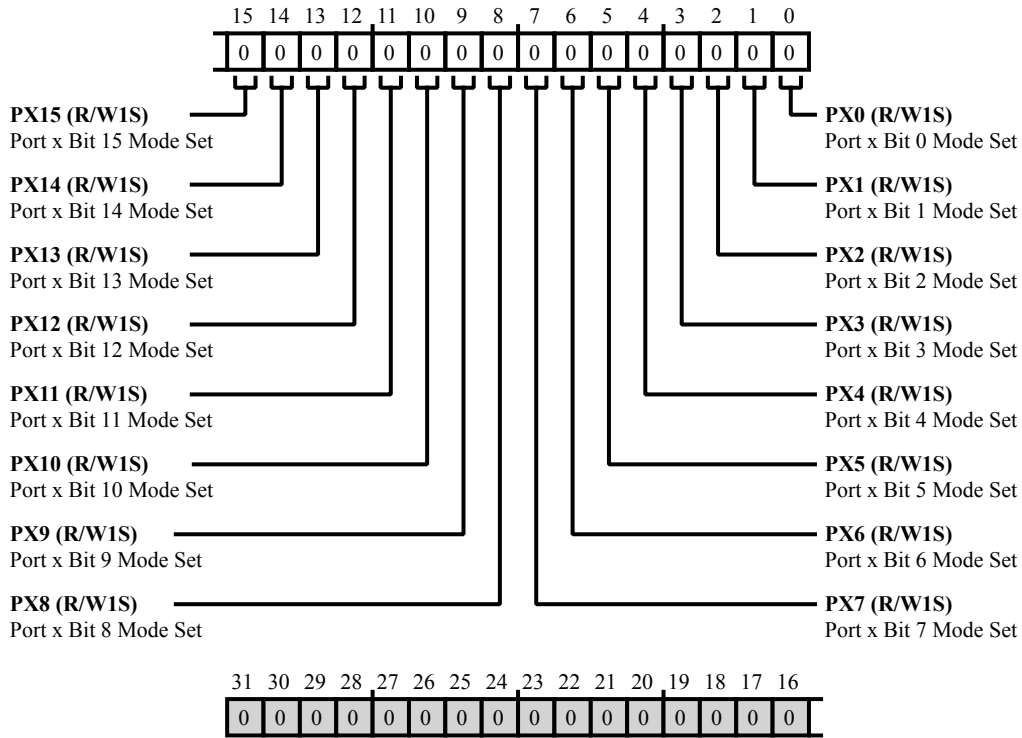 15 14 13 12 11 10 9 8 7 6 5 4 3 2 1 0
0 0 0 0 0 0 0 0 0 0 0 0 0 0 0 0
PX15 (R/W1S)
Port x Bit 15 Mode Set
PX14 (R/W1S)
Port x Bit 14 Mode Set
PX13 (R/W1S)
Port x Bit 13 Mode Set
PX12 (R/W1S)
Port x Bit 12 Mode Set
PX11 (R/W1S)
Port x Bit 11 Mode Set
PX10 (R/W1S)
Port x Bit 10 Mode Set
PX9 (R/W1S)
Port x Bit 9 Mode Set
PX8 (R/W1S)
Port x Bit 8 Mode Set
PX0 (R/W1S)
Port x Bit 0 Mode Set
PX1 (R/W1S)
Port x Bit 1 Mode Set
PX2 (R/W1S)
Port x Bit 2 Mode Set
PX3 (R/W1S)
Port x Bit 3 Mode Set
PX4 (R/W1S)
Port x Bit 4 Mode Set
PX5 (R/W1S)
Port x Bit 5 Mode Set
PX6 (R/W1S)
Port x Bit 6 Mode Set
PX7 (R/W1S)
Port x Bit 7 Mode Set
31 30 29 28 27 26 25 24 23 22 21 20 19 18 17 16
0 0 0 0 0 0 0 0 0 0 0 0 0 0 0 0